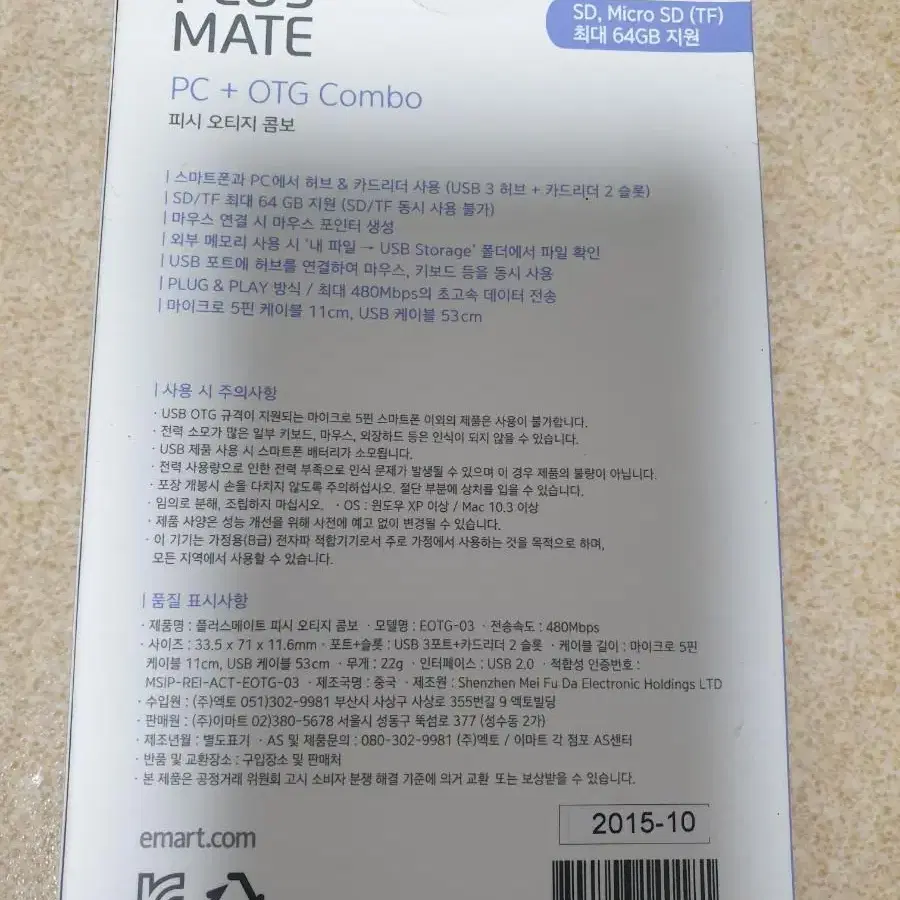 PLUS
MATE
SD, Micro SD (TF)
최대 64GB 지원
PC + OTG Combo
피시 오티지 콤보
| 스마트폰과 PC에서 허브 & 카드리더 사용 (USB 3 허브 + 카드리더 2 슬롯)
| SD/TF 최대 64 GB 지원 (SD/TF 동시 사용 불가)
| 마우스 연결 시 마우스 포인터 생성
| 외부 메모리 사용 시 '내 파일 → USB Storage' 폴더에서 파일 확인
| USB 포트에 허브를 연결하여 마우스, 키보드 등을 동시 사용
| PLUG & PLAY 방식 / 최대 480Mbps의 초고속 데이터 전송
| 마이크로 5핀 케이블 11cm, USB 케이블 53cm
| 사용 시 주의사항
· USB OTG 규격이 지원되는 마이크로 5핀 스마트폰 이외의 제품은 사용이 불가합니다.
· 전력 소모가 많은 일부 키보드, 마우스, 외장하드 등은 인식이 되지 않을 수 있습니다.
· USB 제품 사용 시 스마트폰 배터리가 소모됩니다.
· 전력 사용량으로 인한 전력 부족으로 인식 문제가 발생될 수 있으며 이 경우 제품의 불량이 아닙니다.
· 포장 개봉시 손을 다치지 않도록 주의하십시오. 절단 부분에 상처를 입을 수 있습니다.
· 임의로 분해, 조립하지 마십시오. · OS : 윈도우 XP 이상 / Mac 10.3 이상
· 제품 사양은 성능 개선을 위해 사전에 예고 없이 변경될 수 있습니다.
· 이 기기는 가정용(B급) 전자파 적합기기로서 주로 가정에서 사용하는 것을 목적으로 하며,
모든 지역에서 사용할 수 있습니다.
| 품질 표시사항
· 제품명 : 플러스메이트 피시 오티지 콤보 · 모델명 : EOTG-03 · 전송속도 : 480Mbps
· 사이즈 : 33.5 x 71 x 11.6mm · 포트+슬롯 : USB 3포트+카드리더 2 슬롯 · 케이블 길이 : 마이크로 5핀
케이블 11cm, USB 케이블 53cm · 무게 : 22g · 인터페이스 : USB 2.0 · 적합성 인증번호 :
MSIP-REI-ACT-EOTG-03 · 제조국명 : 중국 · 제조원 : Shenzhen Mei Fu Da Electronic Holdings LTD
· 수입원 : (주)액토 051)302-9981 부산시 사상구 사상로 355번길 9 액토빌딩
· 판매원 : (주)이마트 02)380-5678 서울시 성동구 뚝섬로 377 (성수동 2가)
· 제조년월 : 별도표기 · AS 및 제품문의 : 080-302-9981 (주)액토 / 이마트 각 점포 AS센터
· 반품 및 교환장소 : 구입장소 및 판매처
· 본 제품은 공정거래 위원회 고시 소비자 분쟁 해결 기준에 의거 교환 또는 보상받을 수 있습니다.
emart.com
2015-10